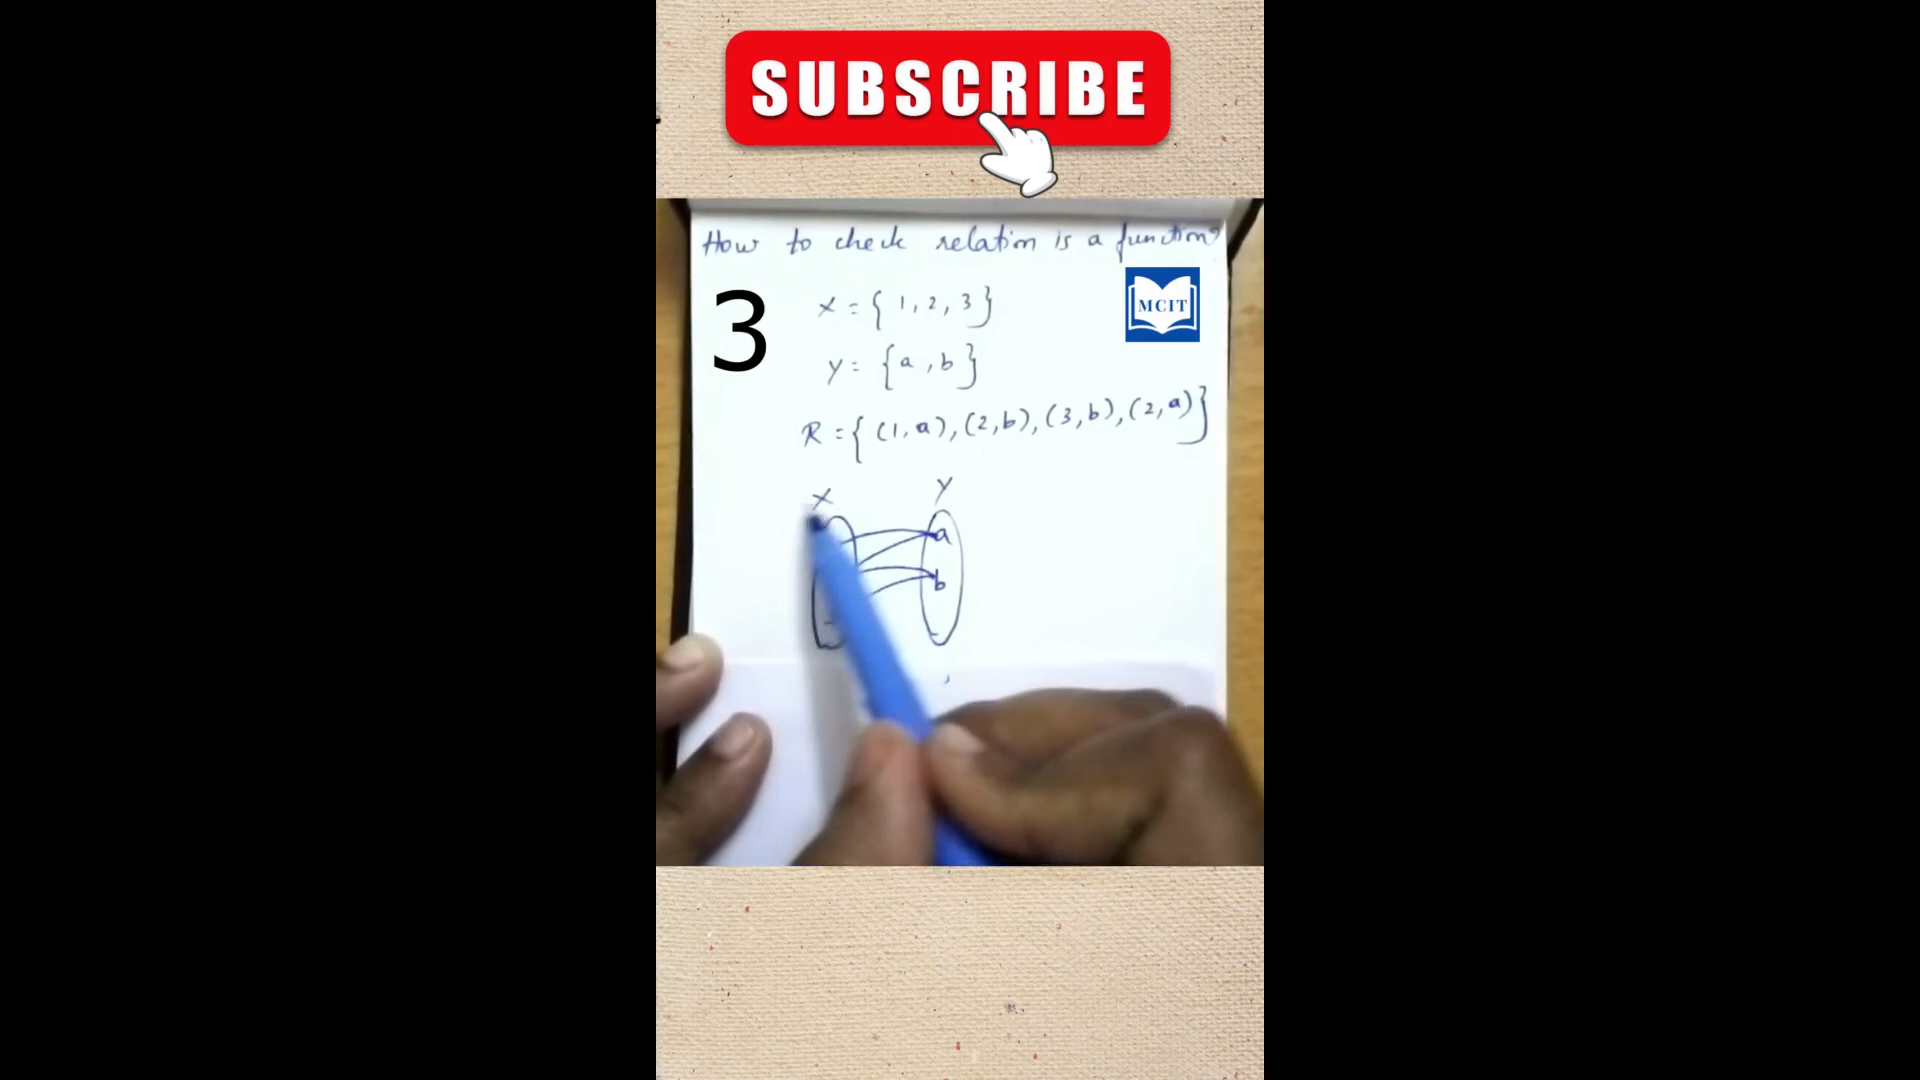 SUBSCRIBE
How to check relation is a function?
3
MCIT
X = { 1, 2, 3 }
Y = { a, b }
R = { (1, a), (2, b), (3, b), (2, a) }
X Y
a
b